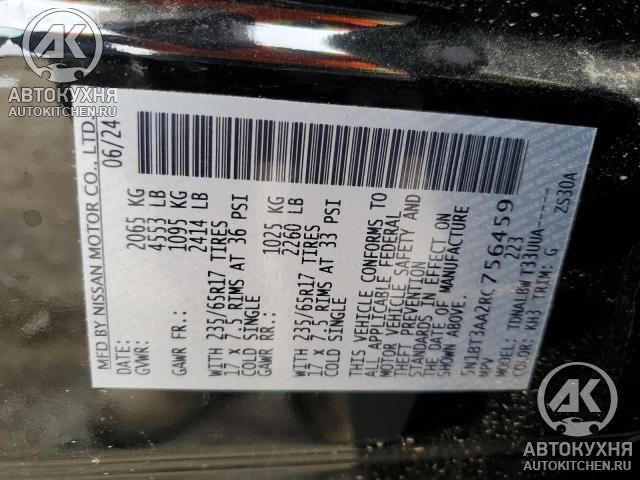 АВТОКУХНЯ
AUTOKITCHEN.RU
MFD BY NISSAN MOTOR CO., LTD.
DATE: 06/24
GVWR: 2065 KG
4553 LB
GAWR FR.: 1095 KG
2414 LB
WITH 235/65R17 TIRES
17 x 7.5 RIMS AT 36 PSI
COLD SINGLE
GAWR RR.: 1025 KG
2260 LB
WITH 235/65R17 TIRES
17 x 7.5 RIMS AT 33 PSI
COLD SINGLE
THIS VEHICLE CONFORMS TO
ALL APPLICABLE FEDERAL
MOTOR VEHICLE SAFETY AND
THEFT PREVENTION
STANDARDS IN EFFECT ON
THE DATE OF MANUFACTURE
SHOWN ABOVE.
5N1BT3AA2RC756459
MPV 223
MODEL: TDNALBW T33UUA-----
COLOR: KH3 TRIM: G ZS30A
АВТОКУХНЯ
AUTOKITCHEN.RU